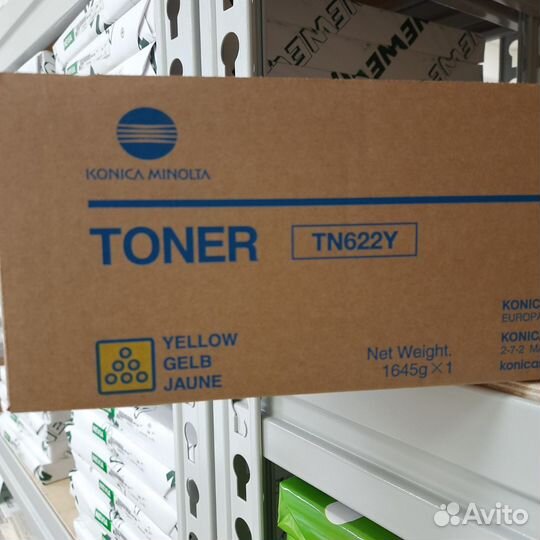 KONICA MINOLTA
TONER
TN622Y
YELLOW
GELB
JAUNE
Net Weight.
1645g×1
KONIC
EUROPA
KONIC
2-7-2 M
konica
Avito